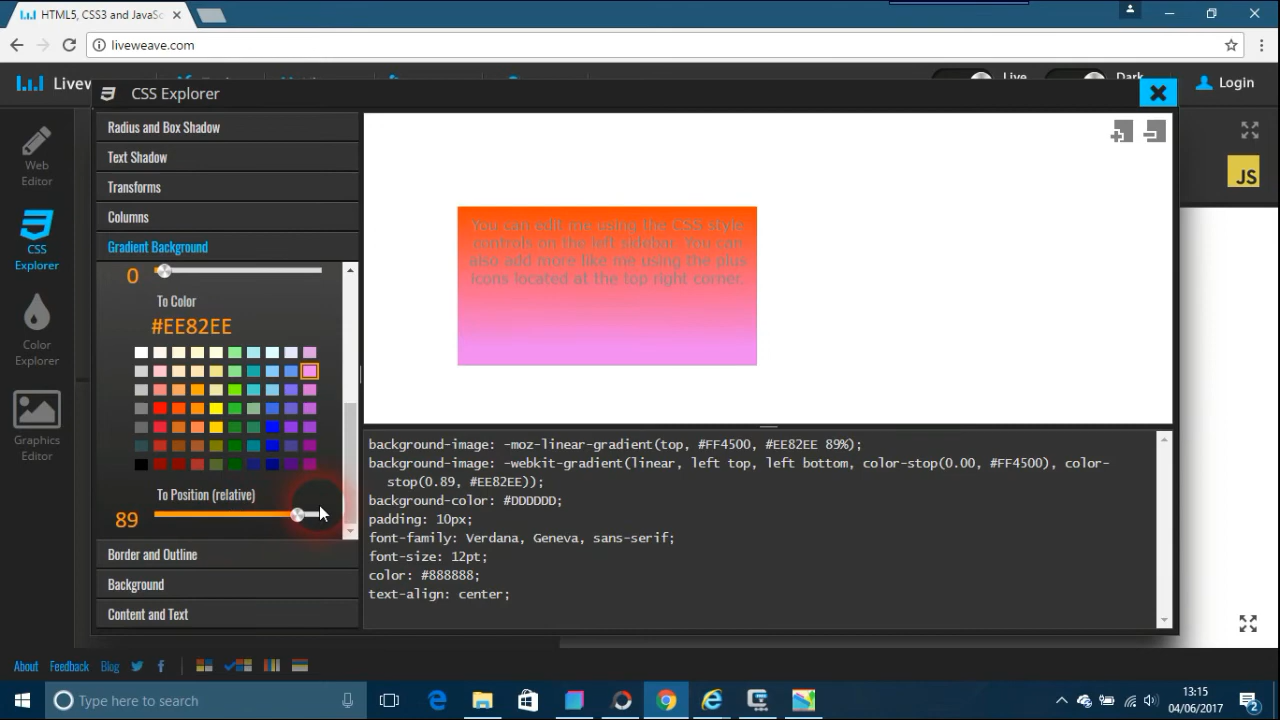 HTML5, CSS3 and JavaSc
liveweave.com
Livew
Live
Dark
Login
CSS Explorer
Radius and Box Shadow
Text Shadow
Transforms
Columns
Gradient Background
0
To Color
#EE82EE
To Position (relative)
89
Border and Outline
Background
Content and Text
Web
Editor
CSS
Explorer
Color
Explorer
Graphics
Editor
You can edit me using the CSS style
controls on the left sidebar. You can
also add more like me using the plus
icons located at the top right corner.
JS
background-image: -moz-linear-gradient(top, #FF4500, #EE82EE 89%);
background-image: -webkit-gradient(linear, left top, left bottom, color-stop(0.00, #FF4500), color-
stop(0.89, #EE82EE));
background-color: #DDDDDD;
padding: 10px;
font-family: Verdana, Geneva, sans-serif;
font-size: 12pt;
color: #888888;
text-align: center;
About Feedback Blog
Type here to search
13:15
04/06/2017
2